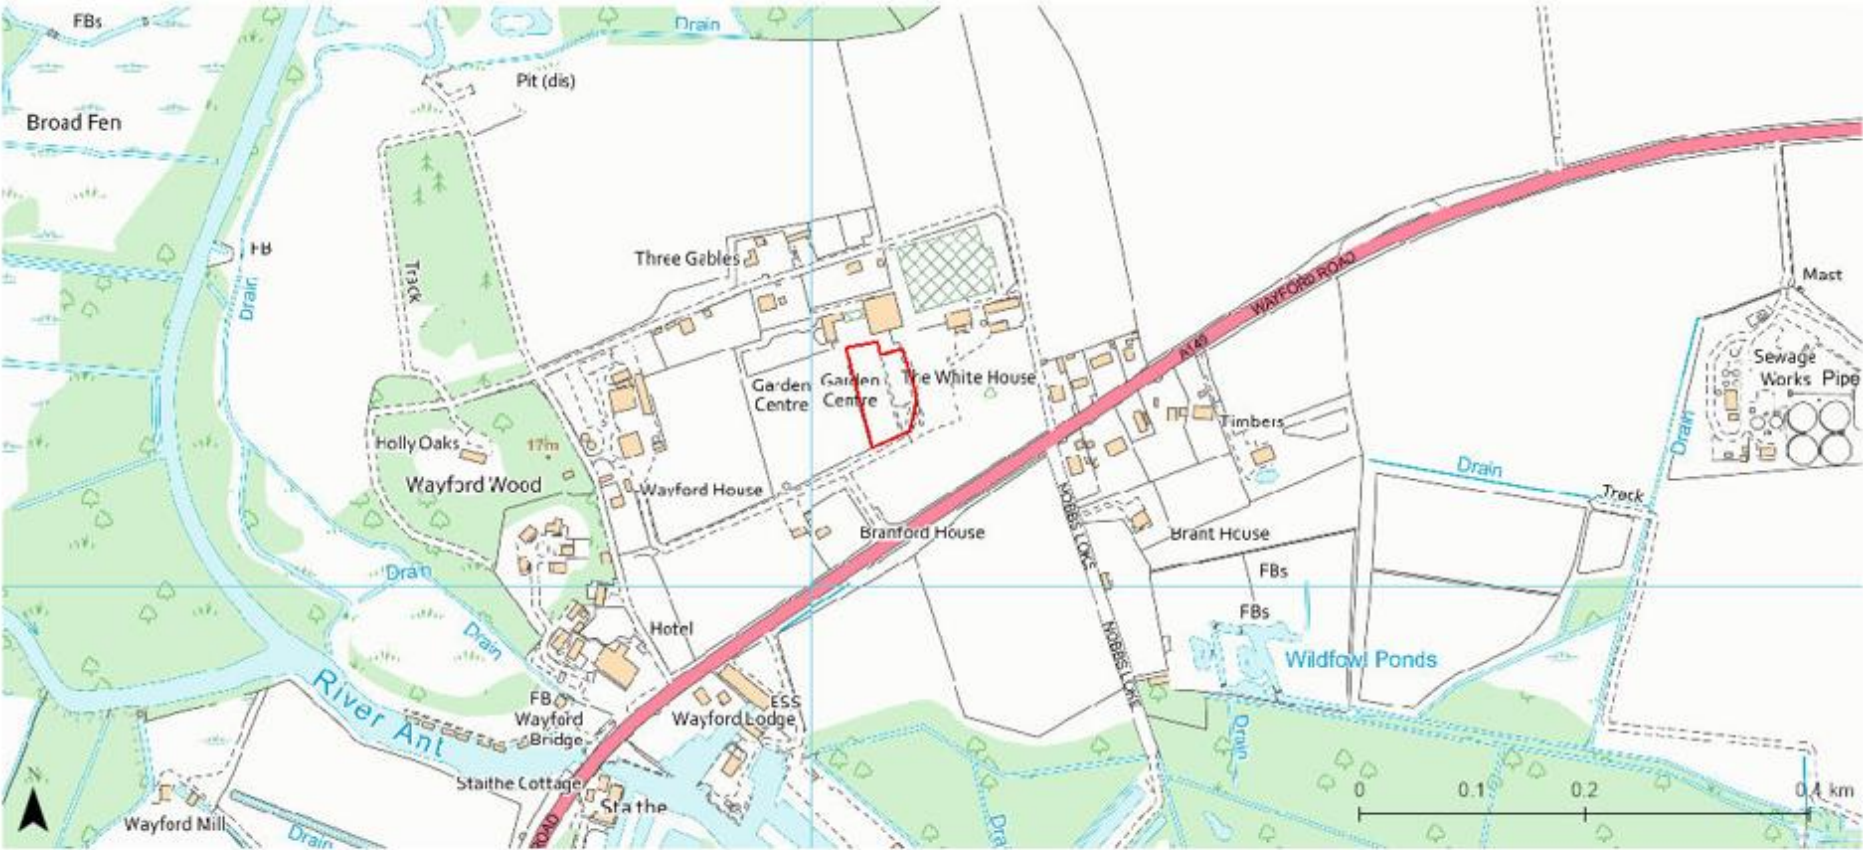 FBs
Drain
Pit (dis)
Broad Fen
FB
Drain
Track
Three Gables
WAYFORD ROAD
Mast
A149
Sewage
Works
Pipe
Garden
Centre
Garden
Centre
The White House
Timbers
Drain
Holly Oaks
17m
Wayford Wood
Wayford House
Drain
Track
NOBBS LOKE
Branford House
Brant House
Drain
FBs
FBs
Hotel
Drain
NOBBS LOKE
Wildfowl Ponds
River Ant
FB
Wayford
Bridge
ESS
Wayford Lodge
Drain
Staithe Cottage
Staithe
N
0 0.1 0.2 0.4 km
Wayford Mill
Drain
ROAD
Drain